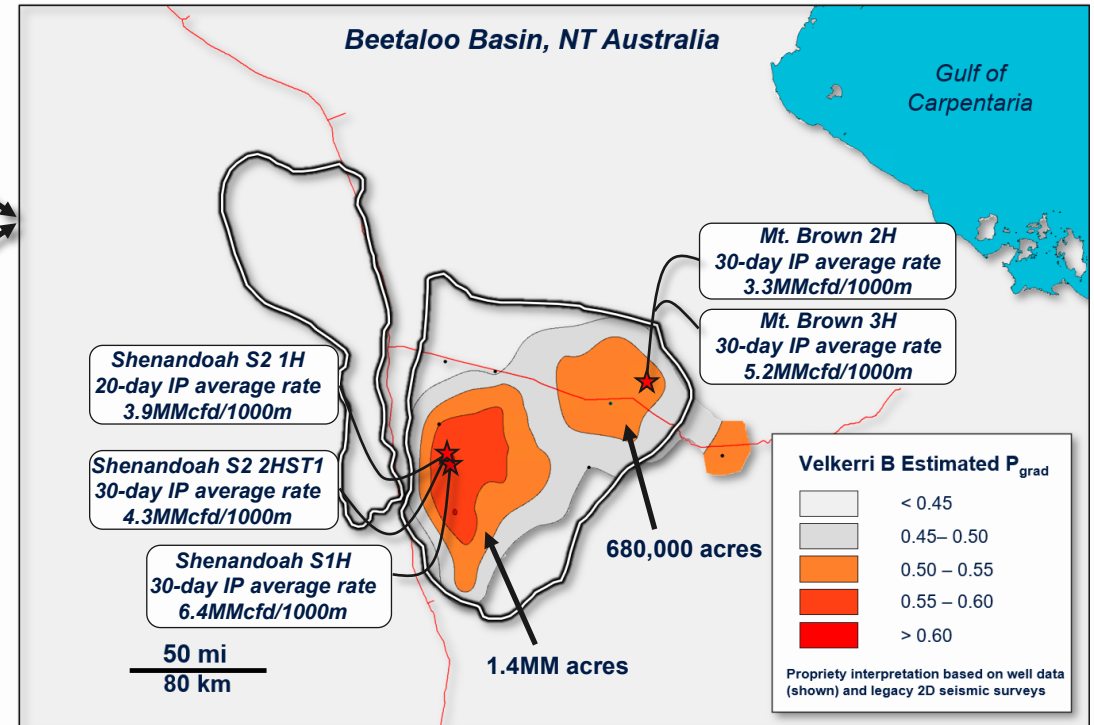 Beetaloo Basin, NT Australia
Gulf of
Carpentaria
Mt. Brown 2H
30-day IP average rate
3.3MMcfd/1000m
Mt. Brown 3H
30-day IP average rate
5.2MMcfd/1000m
Shenandoah S2 1H
20-day IP average rate
3.9MMcfd/1000m
Shenandoah S2 2HST1
30-day IP average rate
4.3MMcfd/1000m
Shenandoah S1H
30-day IP average rate
6.4MMcfd/1000m
680,000 acres
1.4MM acres
50 mi
80 km
Velkerri B Estimated Pgrad
< 0.45
0.45– 0.50
0.50 – 0.55
0.55 – 0.60
> 0.60
Propriety interpretation based on well data
(shown) and legacy 2D seismic surveys